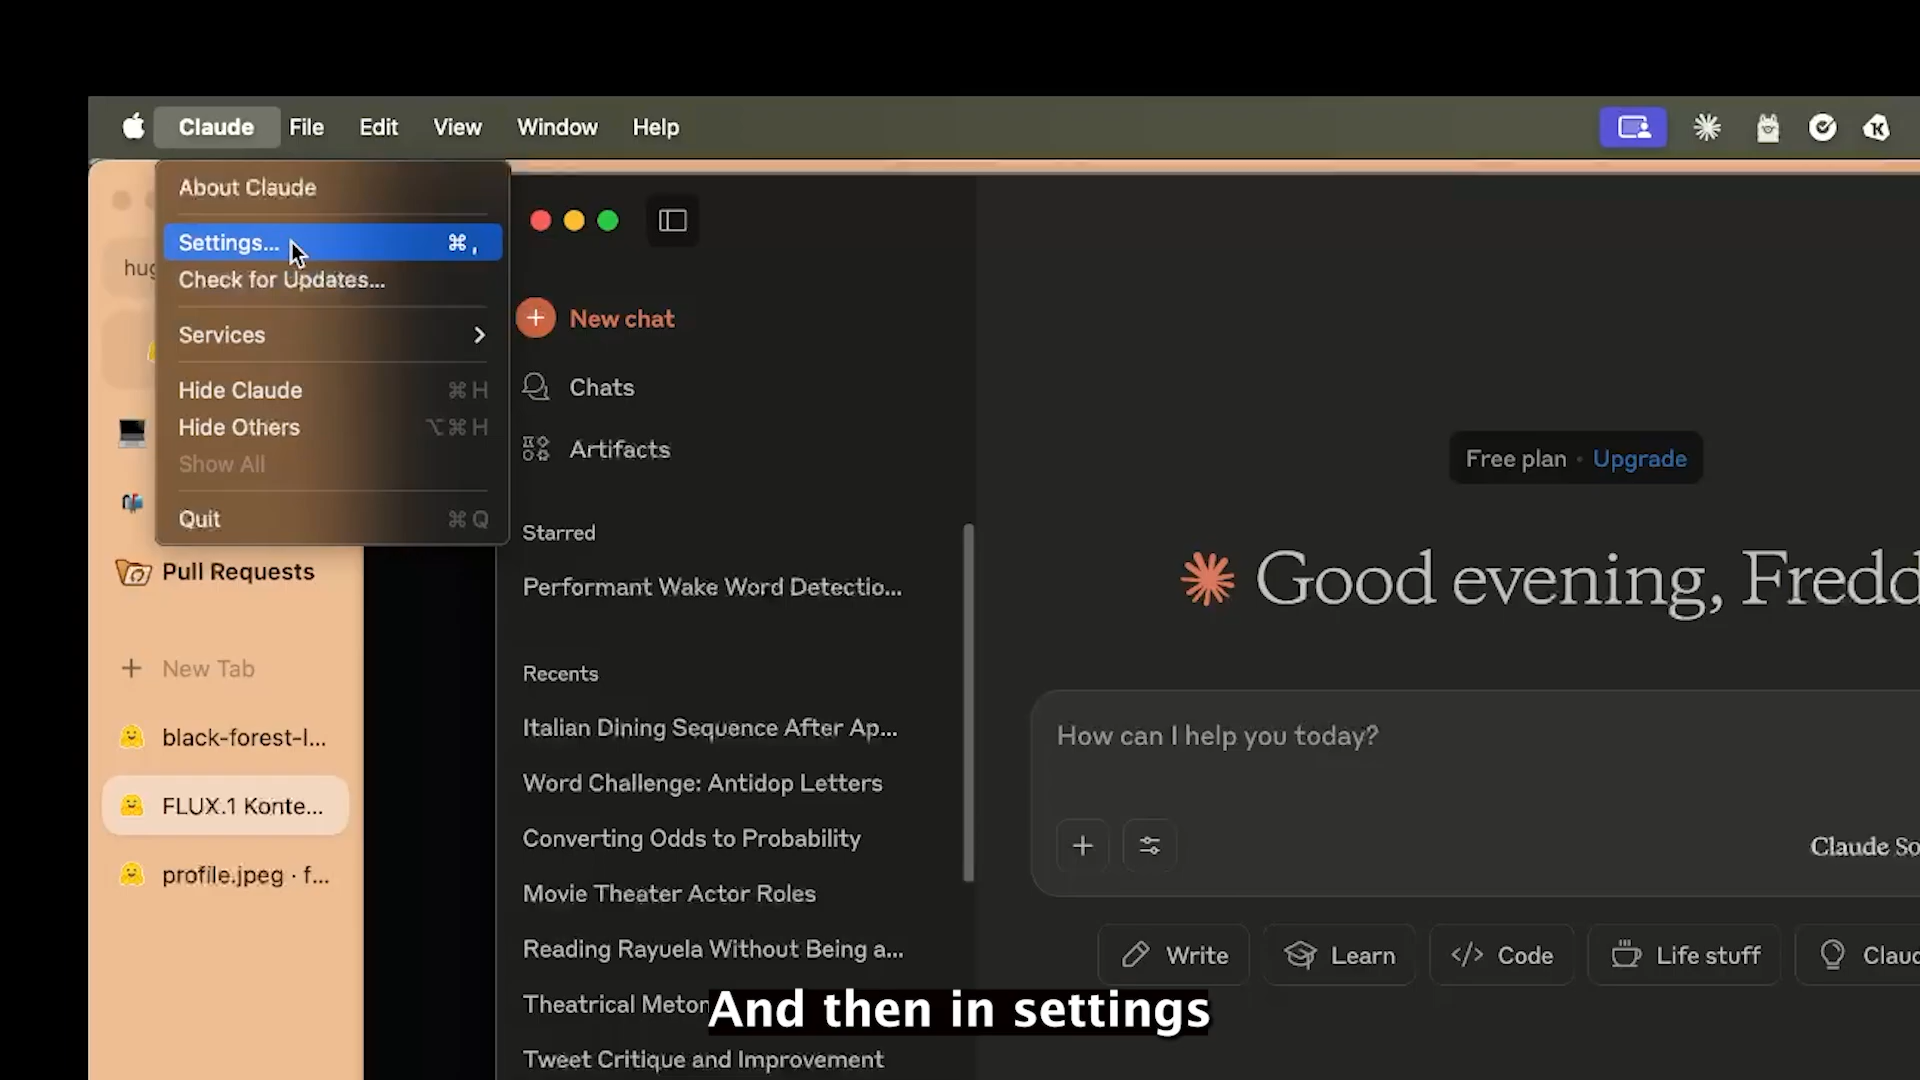 Claude File Edit View Window Help
About Claude
Settings... ⌘ ,
Check for Updates...
Services
Hide Claude ⌘ H
Hide Others ⌥ ⌘ H
Show All
Quit ⌘ Q
hug
Pull Requests
+ New Tab
black-forest-l...
FLUX.1 Konte...
profile.jpeg · f...
New chat
Chats
Artifacts
Starred
Performant Wake Word Detectio...
Recents
Italian Dining Sequence After Ap...
Word Challenge: Antidop Letters
Converting Odds to Probability
Movie Theater Actor Roles
Reading Rayuela Without Being a...
Theatrical Meton
Tweet Critique and Improvement
Free plan · Upgrade
Good evening, Fredd
How can I help you today?
Claude So
Write Learn </> Code Life stuff Clauc
And then in settings